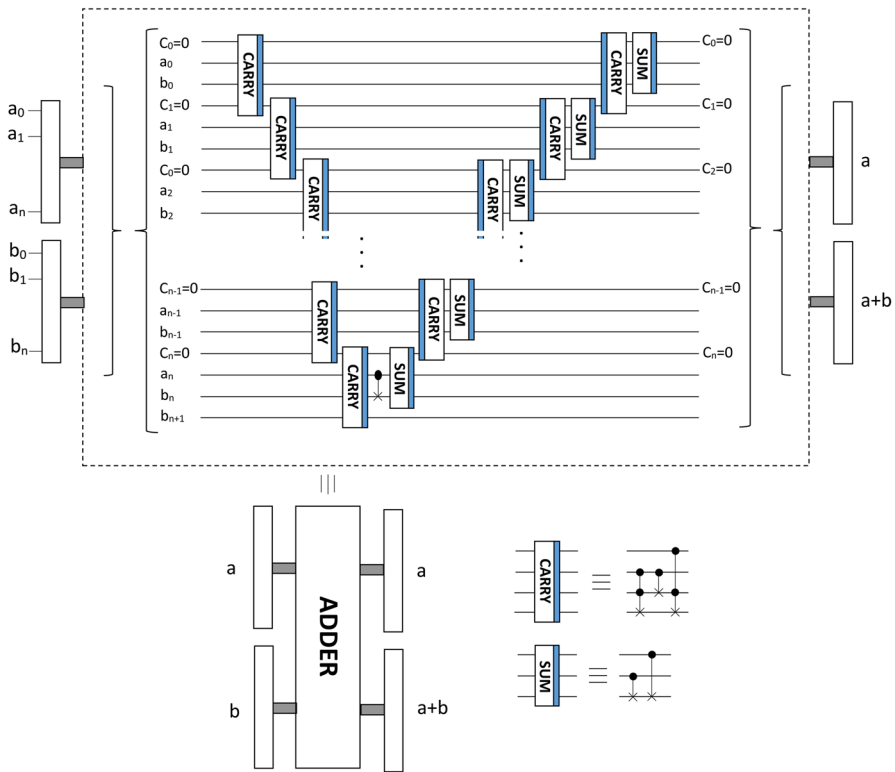 C₀=0 C₀=0
a₀
b₀
C₁=0 C₁=0
a₁
b₁
C₀=0 C₂=0
a₂
b₂
Cₙ₋₁=0 Cₙ₋₁=0
aₙ₋₁
bₙ₋₁
Cₙ=0 Cₙ=0
aₙ
bₙ
bₙ₊₁
CARRY
CARRY
CARRY
CARRY
CARRY
SUM
CARRY
SUM
CARRY
SUM
CARRY
SUM
CARRY
SUM
a₀
a₁
aₙ
b₀
b₁
bₙ
a
a+b
a
b
ADDER
a
a+b
CARRY
SUM